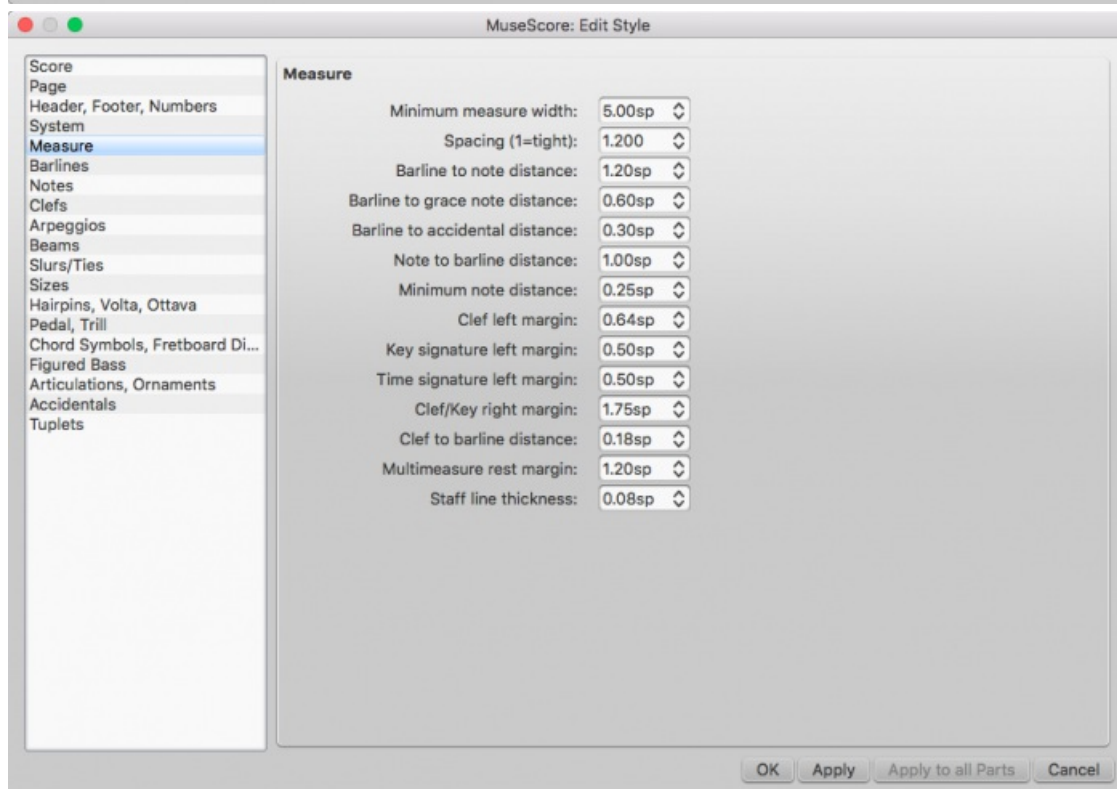 MuseScore: Edit Style
Score
Page
Header, Footer, Numbers
System
Measure
Barlines
Notes
Clefs
Arpeggios
Beams
Slurs/Ties
Sizes
Hairpins, Volta, Ottava
Pedal, Trill
Chord Symbols, Fretboard Di...
Figured Bass
Articulations, Ornaments
Accidentals
Tuplets
Measure
Minimum measure width: 5.00sp
Spacing (1=tight): 1.200
Barline to note distance: 1.20sp
Barline to grace note distance: 0.60sp
Barline to accidental distance: 0.30sp
Note to barline distance: 1.00sp
Minimum note distance: 0.25sp
Clef left margin: 0.64sp
Key signature left margin: 0.50sp
Time signature left margin: 0.50sp
Clef/Key right margin: 1.75sp
Clef to barline distance: 0.18sp
Multimeasure rest margin: 1.20sp
Staff line thickness: 0.08sp
OK Apply Apply to all Parts Cancel